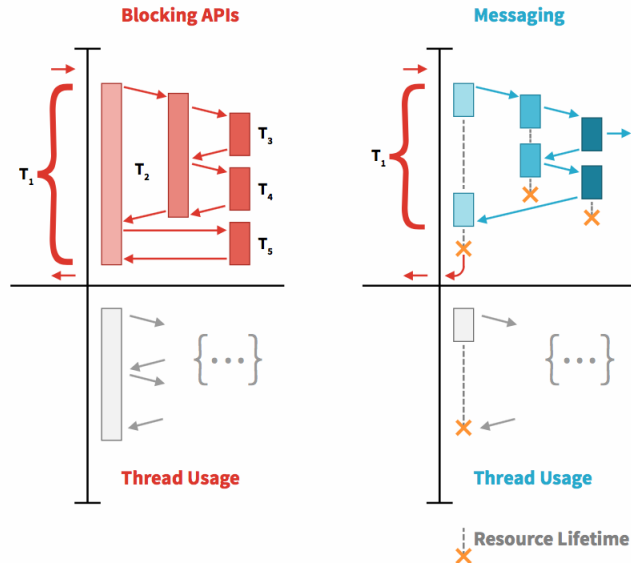 Blocking APIs
Messaging
T1
T2
T3
T4
T5
T1
{...}
{...}
Thread Usage
Thread Usage
Resource Lifetime